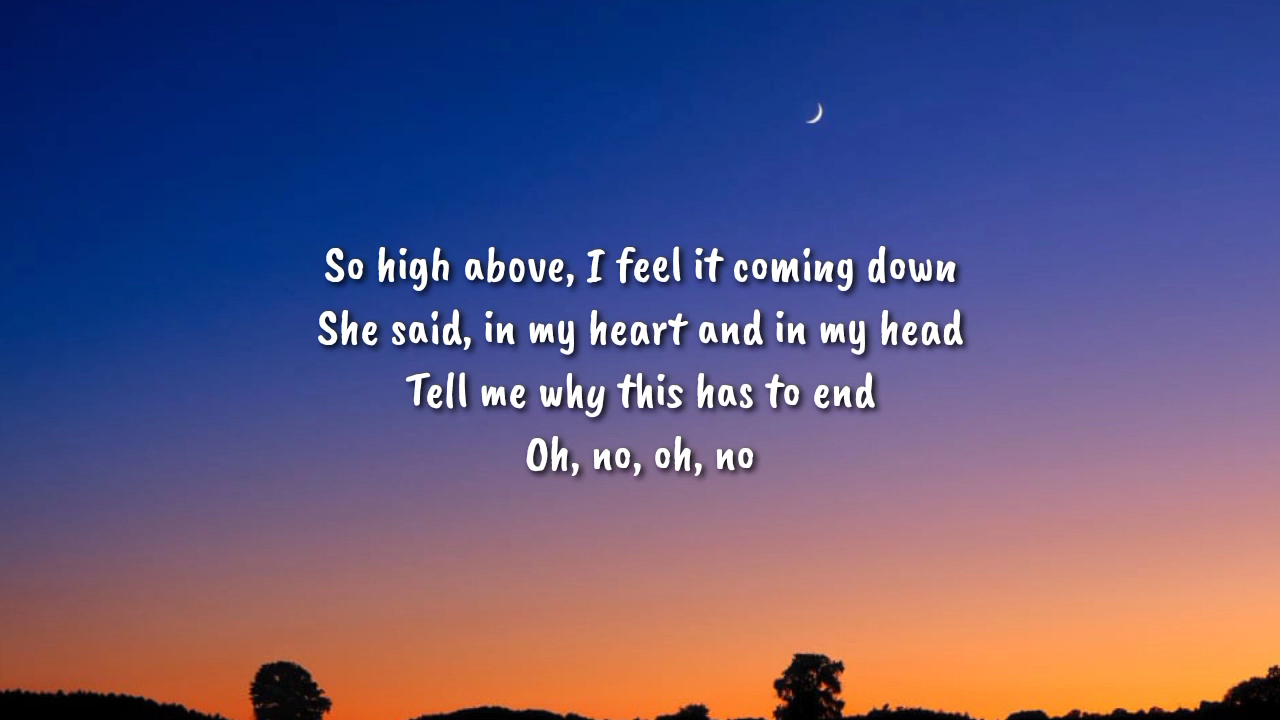 So high above, I feel it coming down
She said, in my heart and in my head
Tell me why this has to end
Oh, no, oh, no